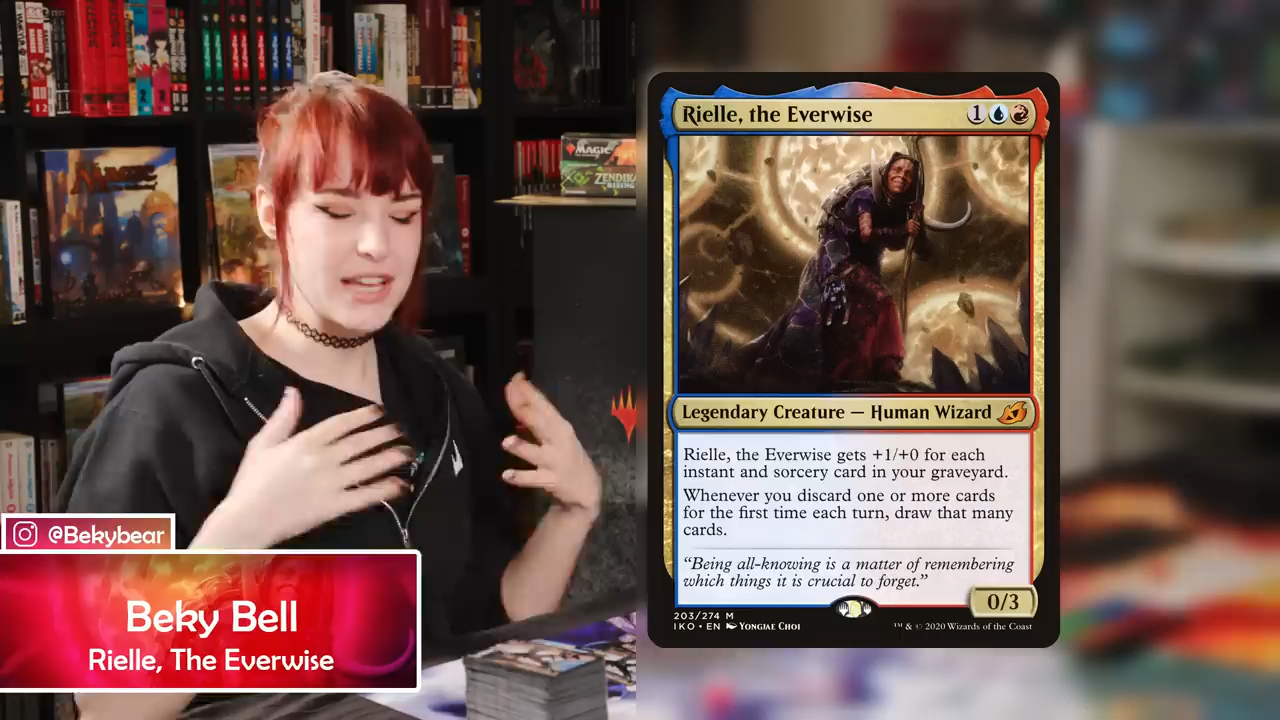 MAGIC
ZENDIKAR
RISING
@Bekybear
Beky Bell
Rielle, The Everwise
Rielle, the Everwise 1
Legendary Creature — Human Wizard
Rielle, the Everwise gets +1/+0 for each
instant and sorcery card in your graveyard.
Whenever you discard one or more cards
for the first time each turn, draw that many
cards.
“Being all-knowing is a matter of remembering
which things it is crucial to forget.”
0/3
203/274 M
IKO • EN Yongjae Choi
™ & © 2020 Wizards of the Coast